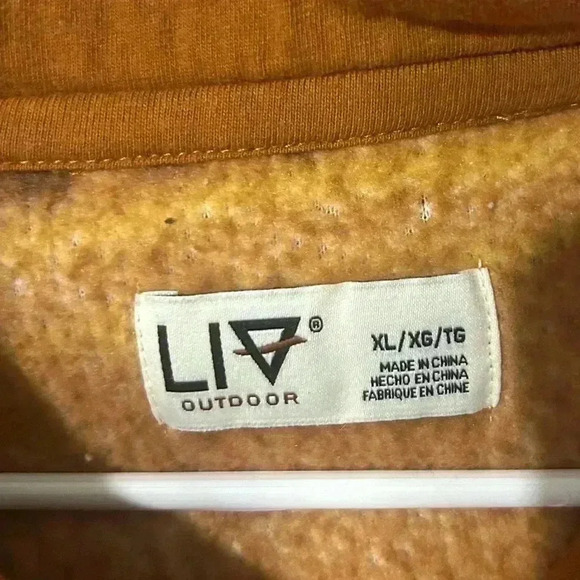 LIV®
OUTDOOR
XL/XG/TG
MADE IN CHINA
HECHO EN CHINA
FABRIQUE EN CHINE